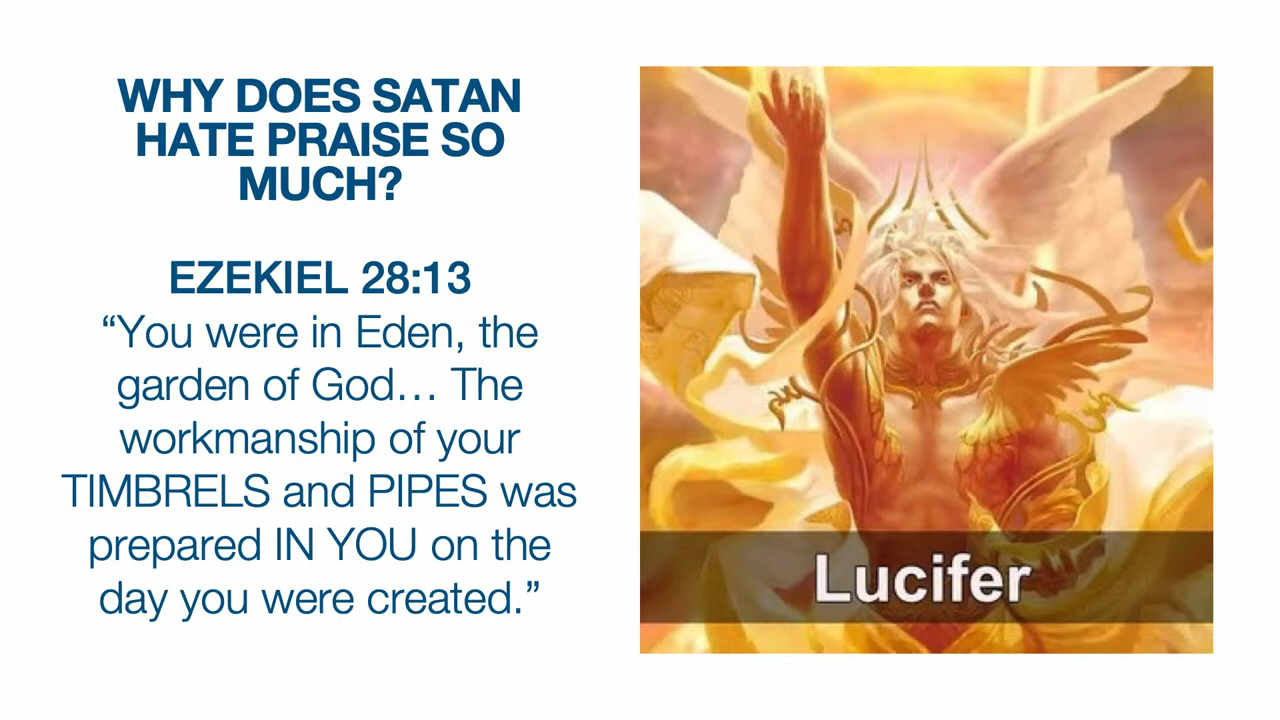 WHY DOES SATAN
HATE PRAISE SO
MUCH?
EZEKIEL 28:13
“You were in Eden, the
garden of God… The
workmanship of your
TIMBRELS and PIPES was
prepared IN YOU on the
day you were created.”
Lucifer